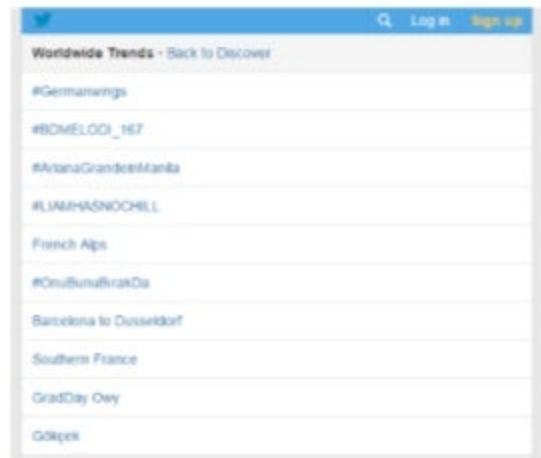 Log in Sign up
Worldwide Trends - Back to Discover
#Germanwings
#BDMELODI_167
#ArianaGrandeInManila
#LIAMHASNOCHILL
French Alps
#OnuBunuBırakDa
Barcelona to Dusseldorf
Southern France
GradDay Owy
Gökçek